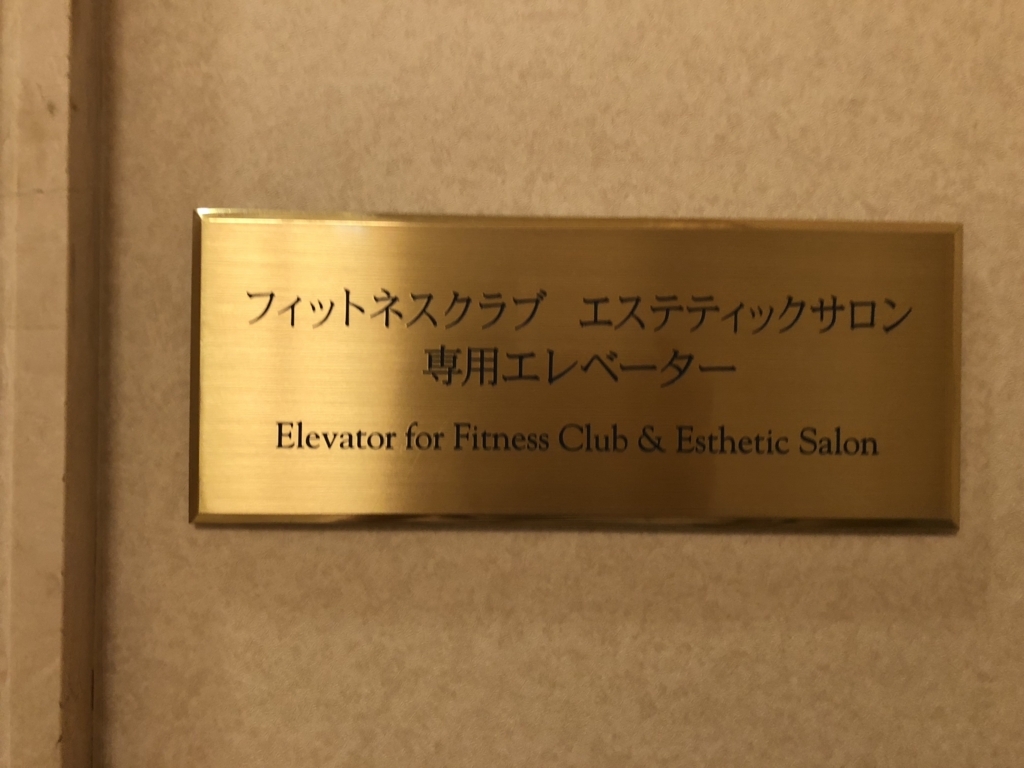 フィットネスクラブ　エステティックサロン
専用エレベーター
Elevator for Fitness Club & Esthetic Salon